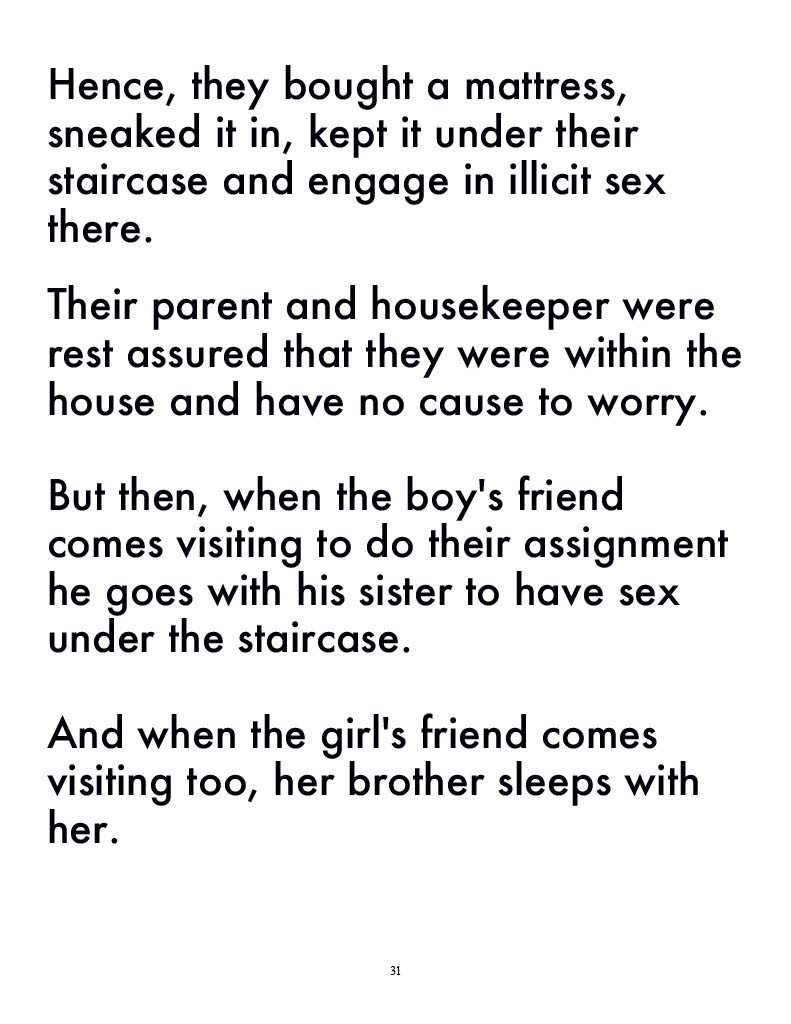 Hence, they bought a mattress,
sneaked it in, kept it under their
staircase and engage in illicit sex
there.
Their parent and housekeeper were
rest assured that they were within the
house and have no cause to worry.
But then, when the boy's friend
comes visiting to do their assignment
he goes with his sister to have sex
under the staircase.
And when the girl's friend comes
visiting too, her brother sleeps with
her.
31